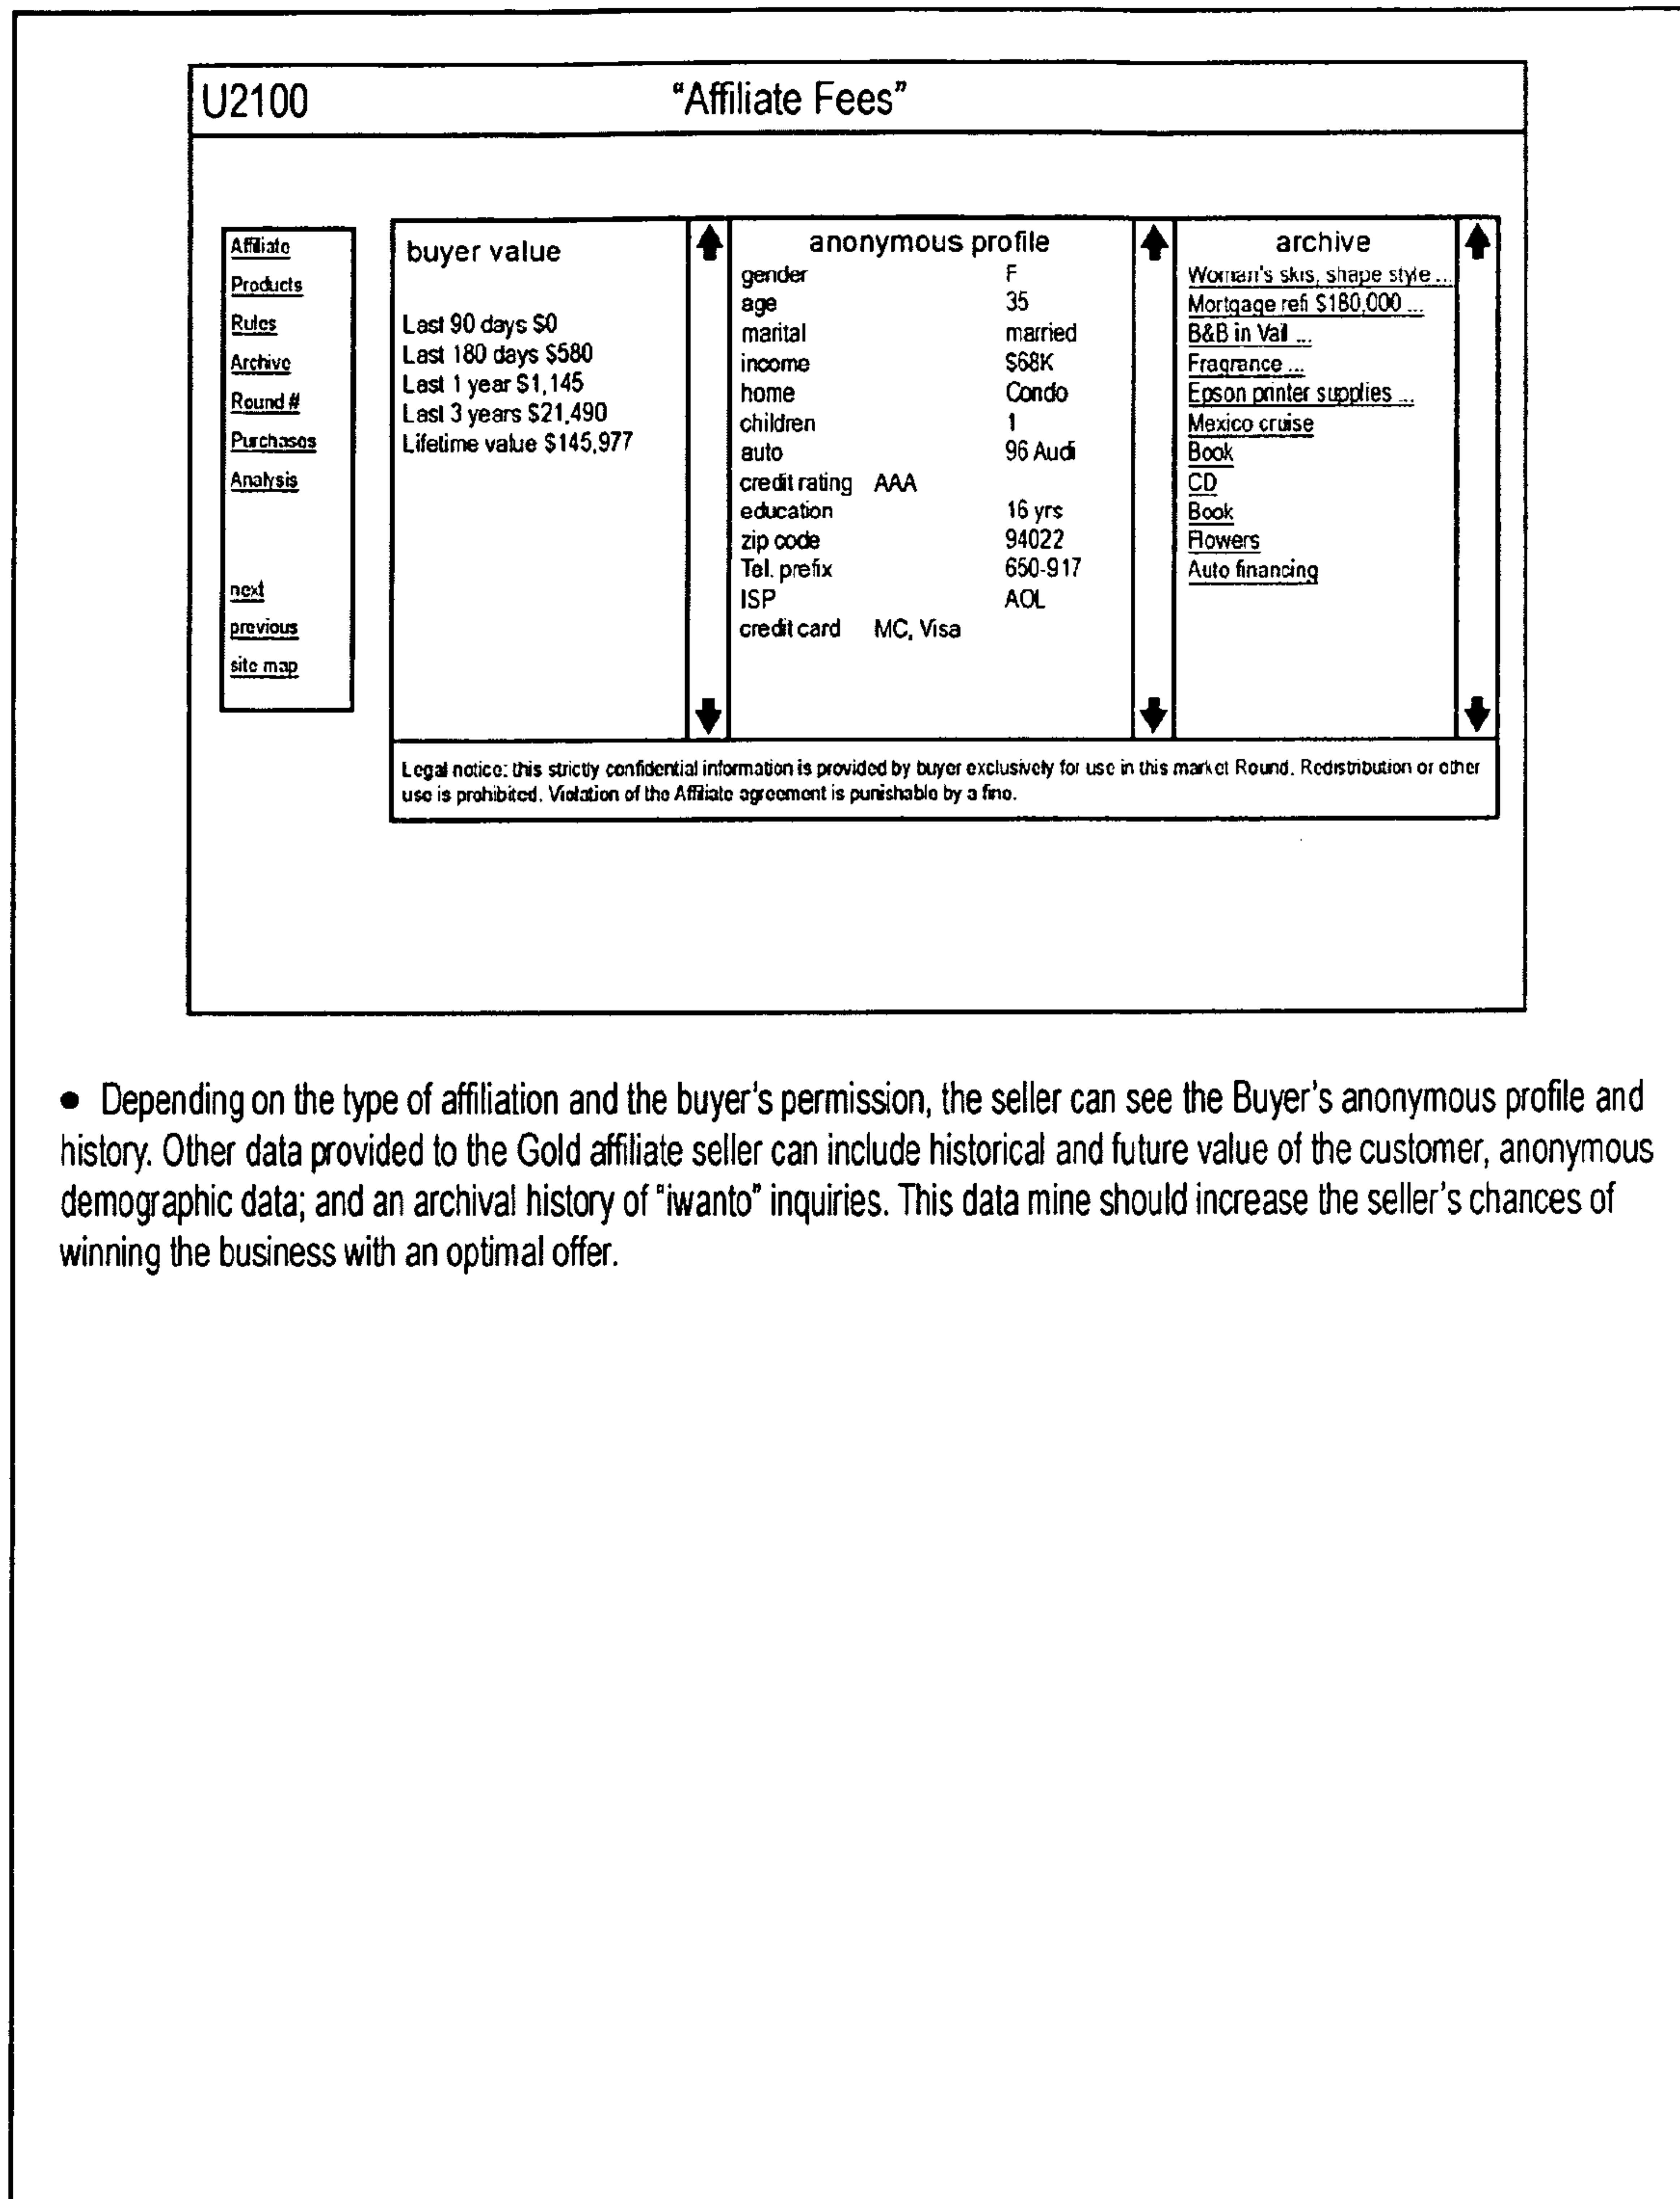 U2100 "Affiliate Fees"
Affiliate
Products
Rules
Archive
Round #
Purchases
Analysis
next
previous
site map
buyer value
Last 90 days $0
Last 180 days $580
Last 1 year $1,145
Last 3 years $21,490
Lifetime value $145,977
anonymous profile
gender F
age 35
marital married
income $68K
home Condo
children 1
auto 96 Audi
credit rating AAA
education 16 yrs
zip code 94022
Tel. prefix 650-917
ISP AOL
credit card MC, Visa
archive
Woman's skis, shape style ...
Mortgage refi $180,000 ...
B&B in Vail ...
Fragrance ...
Epson printer supplies ...
Mexico cruise
Book
CD
Book
Flowers
Auto financing
Legal notice: this strictly confidential information is provided by buyer exclusively for use in this market Round. Redistribution or other
use is prohibited. Violation of the Affiliate agreement is punishable by a fine.
• Depending on the type of affiliation and the buyer's permission, the seller can see the Buyer's anonymous profile and
history. Other data provided to the Gold affiliate seller can include historical and future value of the customer, anonymous
demographic data; and an archival history of "iwanto" inquiries. This data mine should increase the seller's chances of
winning the business with an optimal offer.